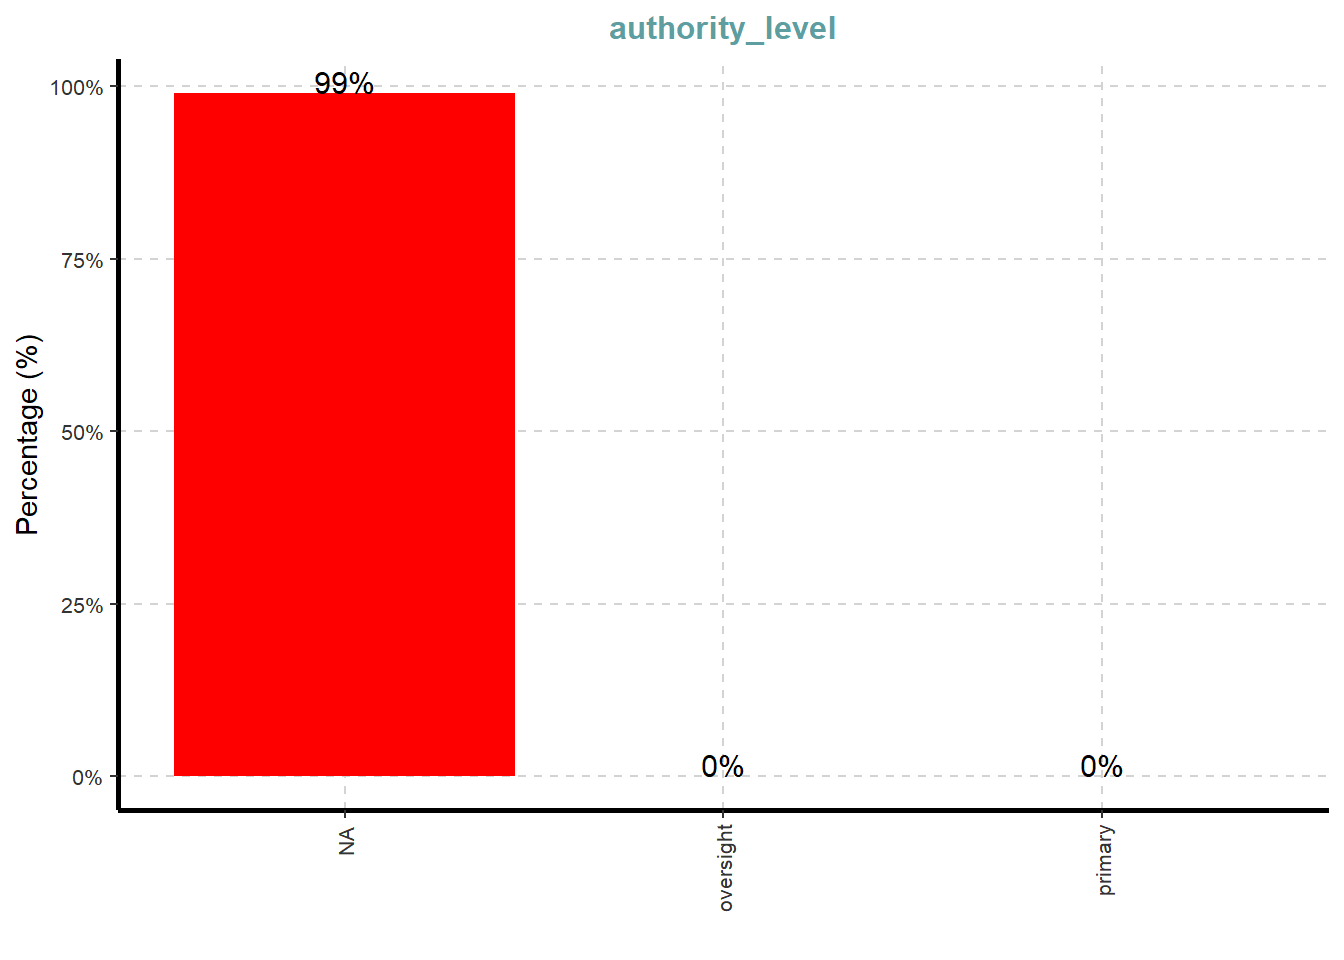 authority_level
Percentage (%)
100%
75%
50%
25%
0%
99%
0%
0%
NA
oversight
primary